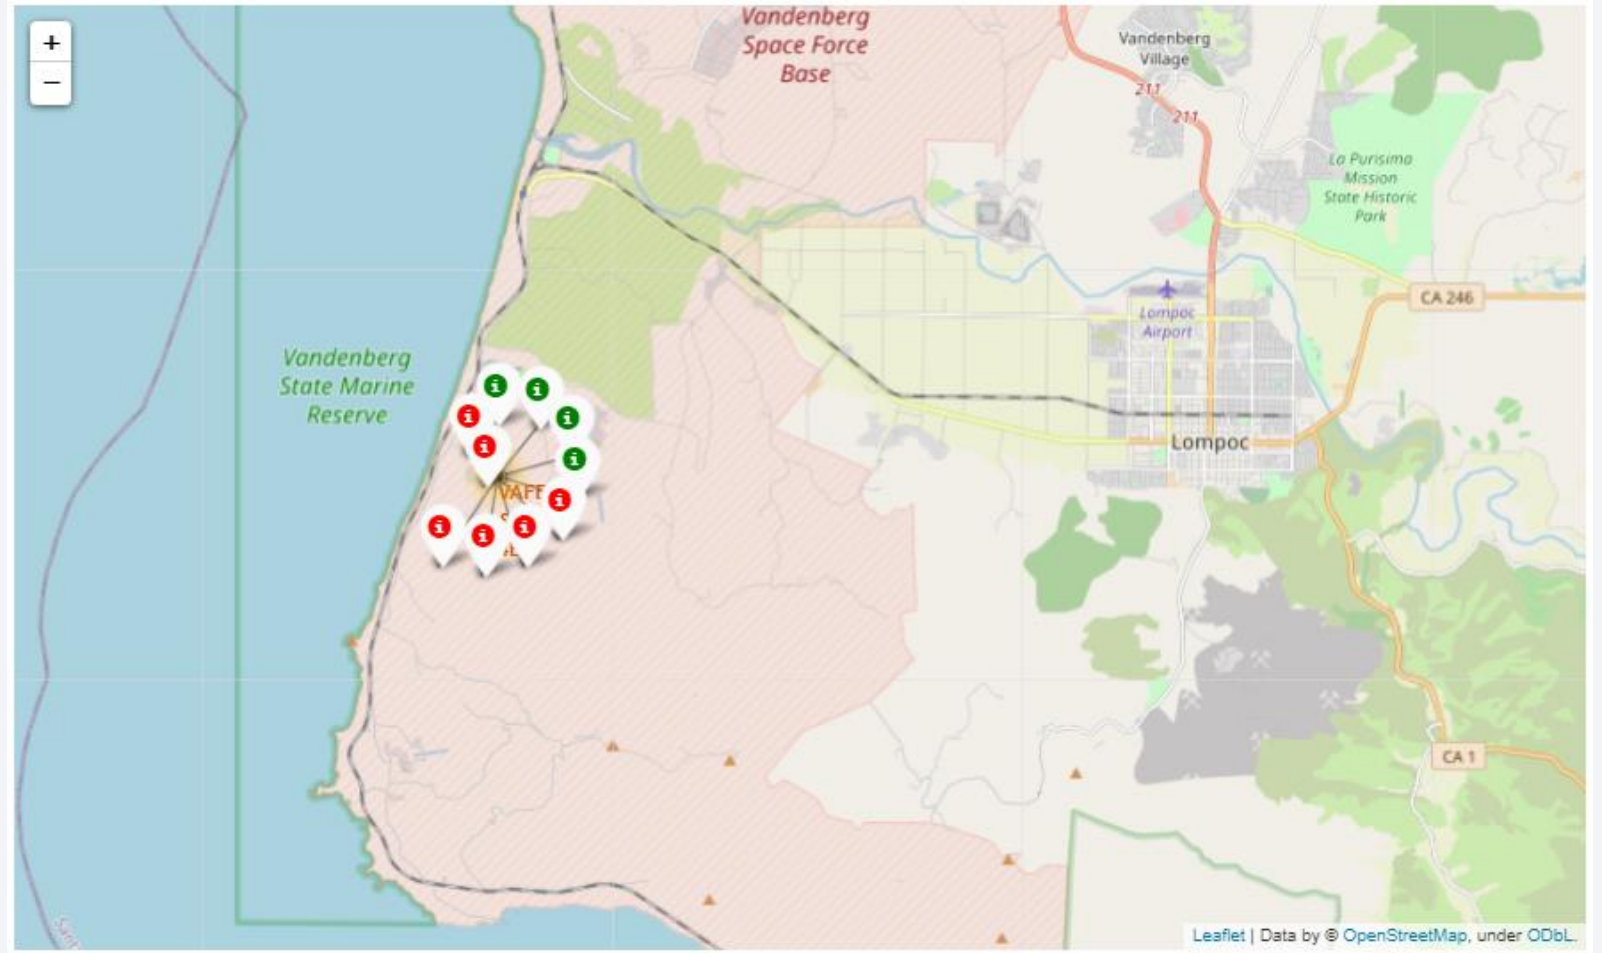 +
−
Vandenberg
Space Force
Base
Vandenberg
Village
211
211
La Purisima
Mission
State Historic
Park
CA 246
Lompoc
Airport
Vandenberg
State Marine
Reserve
Lompoc
CA 1
Leaflet | Data by © OpenStreetMap, under ODbL.